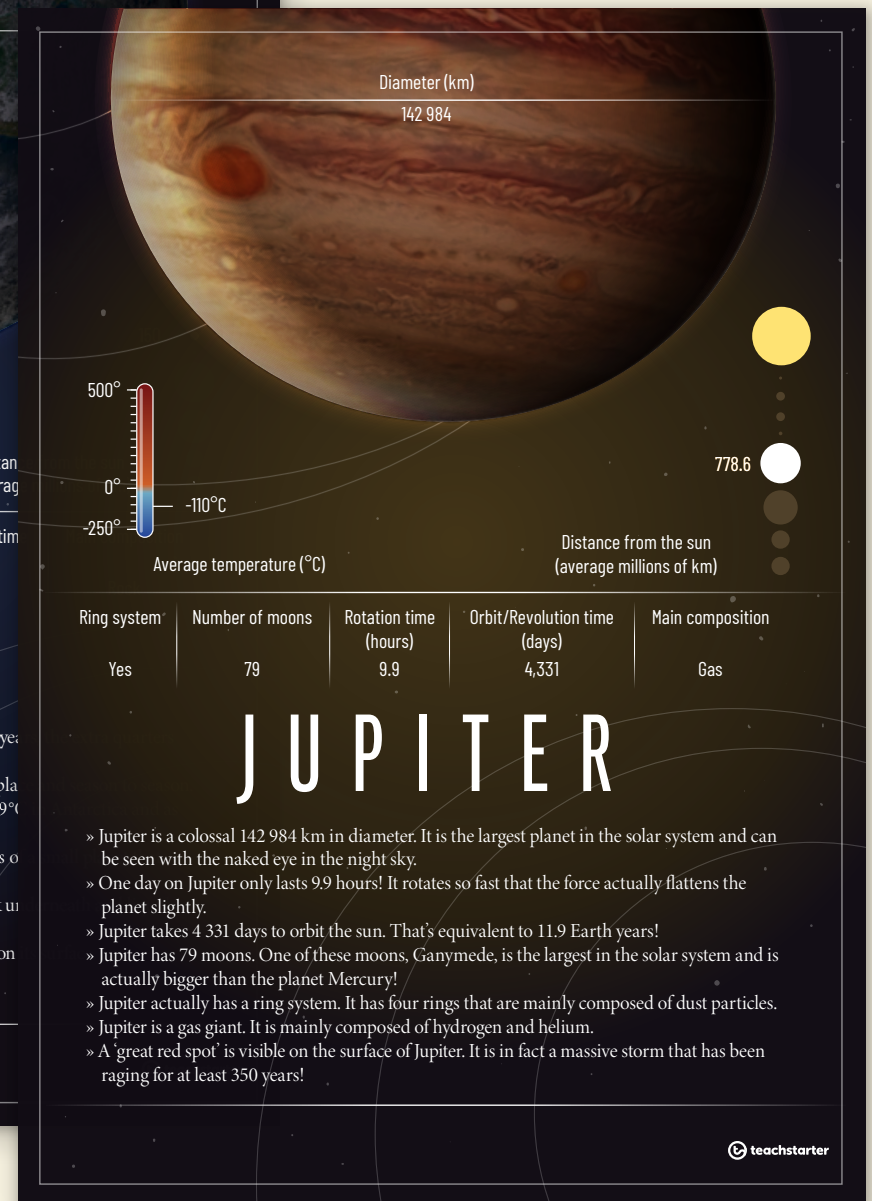 Diameter (km)
142 984
500°
0°
-110°C
-250°
Average temperature (°C)
778.6
Distance from the sun
(average millions of km)
Ring system
Yes
Number of moons
79
Rotation time
(hours)
9.9
Orbit/Revolution time
(days)
4,331
Main composition
Gas
JUPITER
» Jupiter is a colossal 142 984 km in diameter. It is the largest planet in the solar system and can
be seen with the naked eye in the night sky.
» One day on Jupiter only lasts 9.9 hours! It rotates so fast that the force actually flattens the
planet slightly.
» Jupiter takes 4 331 days to orbit the sun. That's equivalent to 11.9 Earth years!
» Jupiter has 79 moons. One of these moons, Ganymede, is the largest in the solar system and is
actually bigger than the planet Mercury!
» Jupiter actually has a ring system. It has four rings that are mainly composed of dust particles.
» Jupiter is a gas giant. It is mainly composed of hydrogen and helium.
» A ‘great red spot’ is visible on the surface of Jupiter. It is in fact a massive storm that has been
raging for at least 350 years!
teachstarter